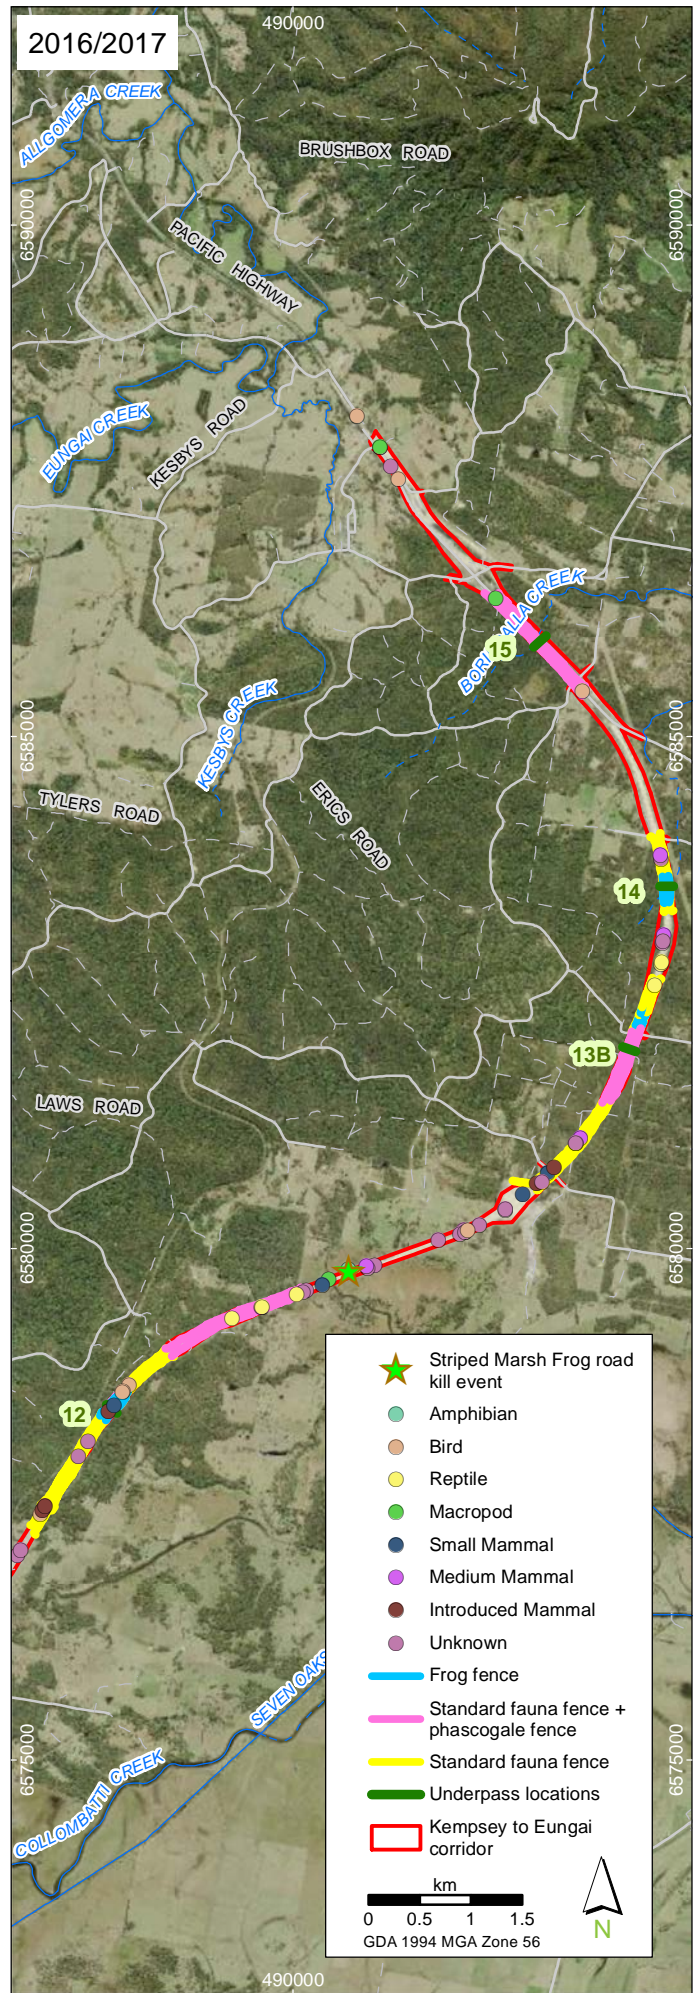 2016/2017
490000
ALLGOMERA CREEK
BRUSHBOX ROAD
6590000
6590000
PACIFIC HIGHWAY
EUNGAI CREEK
KESBYS ROAD
15
KESBYS CREEK
6585000
6585000
TYLERS ROAD
ERICS ROAD
14
13B
LAWS ROAD
6580000
6580000
12
Striped Marsh Frog road
kill event
Amphibian
Bird
Reptile
Macropod
Small Mammal
Medium Mammal
Introduced Mammal
Unknown
Frog fence
Standard fauna fence +
phascogale fence
Standard fauna fence
Underpass locations
Kempsey to Eungai
corridor
km
0 0.5 1 1.5
GDA 1994 MGA Zone 56
N
SEVEN OAKS
COLLOMBATTI CREEK
6575000
6575000
490000